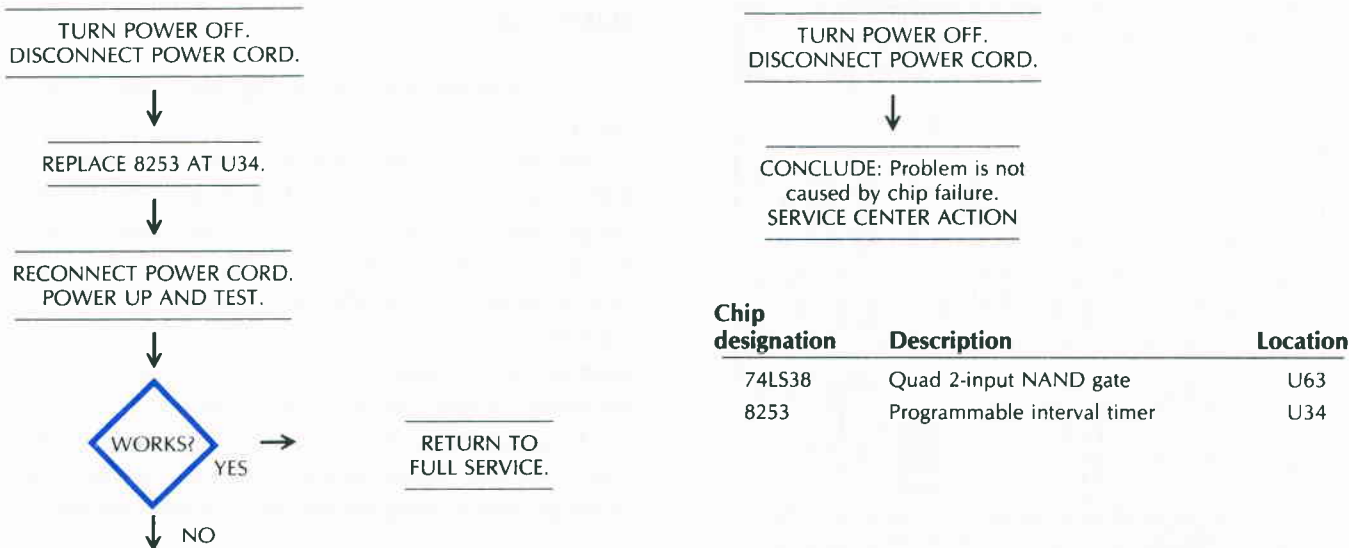 TURN POWER OFF.
DISCONNECT POWER CORD.
REPLACE 8253 AT U34.
RECONNECT POWER CORD.
POWER UP AND TEST.
WORKS?
YES
RETURN TO
FULL SERVICE.
NO
TURN POWER OFF.
DISCONNECT POWER CORD.
CONCLUDE: Problem is not
caused by chip failure.
SERVICE CENTER ACTION
Chip
designation Description Location
74LS38 Quad 2-input NAND gate U63
8253 Programmable interval timer U34